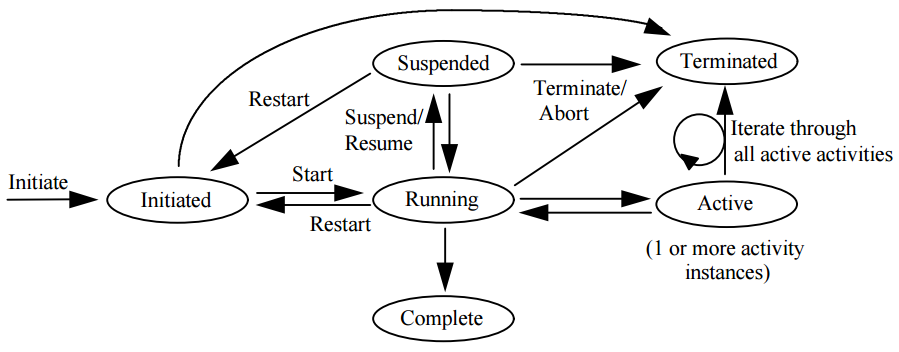 Suspended
Terminated
Restart
Terminate/
Abort
Suspend/
Resume
Iterate through
all active activities
Initiate
Start
Initiated
Running
Active
Restart
(1 or more activity
instances)
Complete